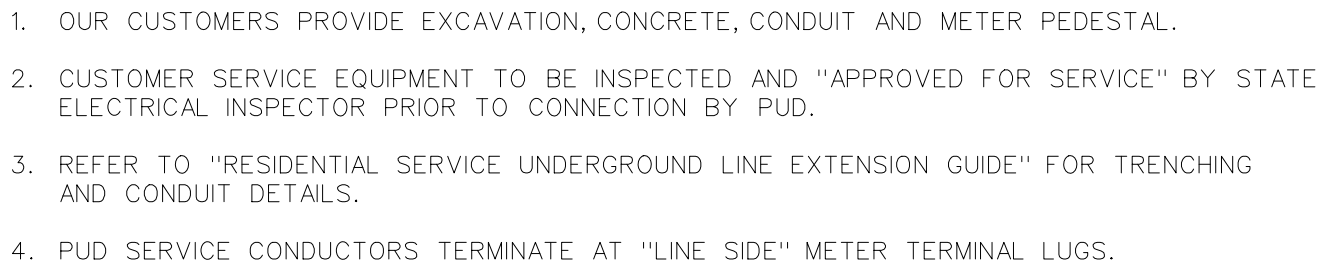 1. OUR CUSTOMERS PROVIDE EXCAVATION, CONCRETE, CONDUIT AND METER PEDESTAL.
2. CUSTOMER SERVICE EQUIPMENT TO BE INSPECTED AND "APPROVED FOR SERVICE" BY STATE
ELECTRICAL INSPECTOR PRIOR TO CONNECTION BY PUD.
3. REFER TO "RESIDENTIAL SERVICE UNDERGROUND LINE EXTENSION GUIDE" FOR TRENCHING
AND CONDUIT DETAILS.
4. PUD SERVICE CONDUCTORS TERMINATE AT "LINE SIDE" METER TERMINAL LUGS.